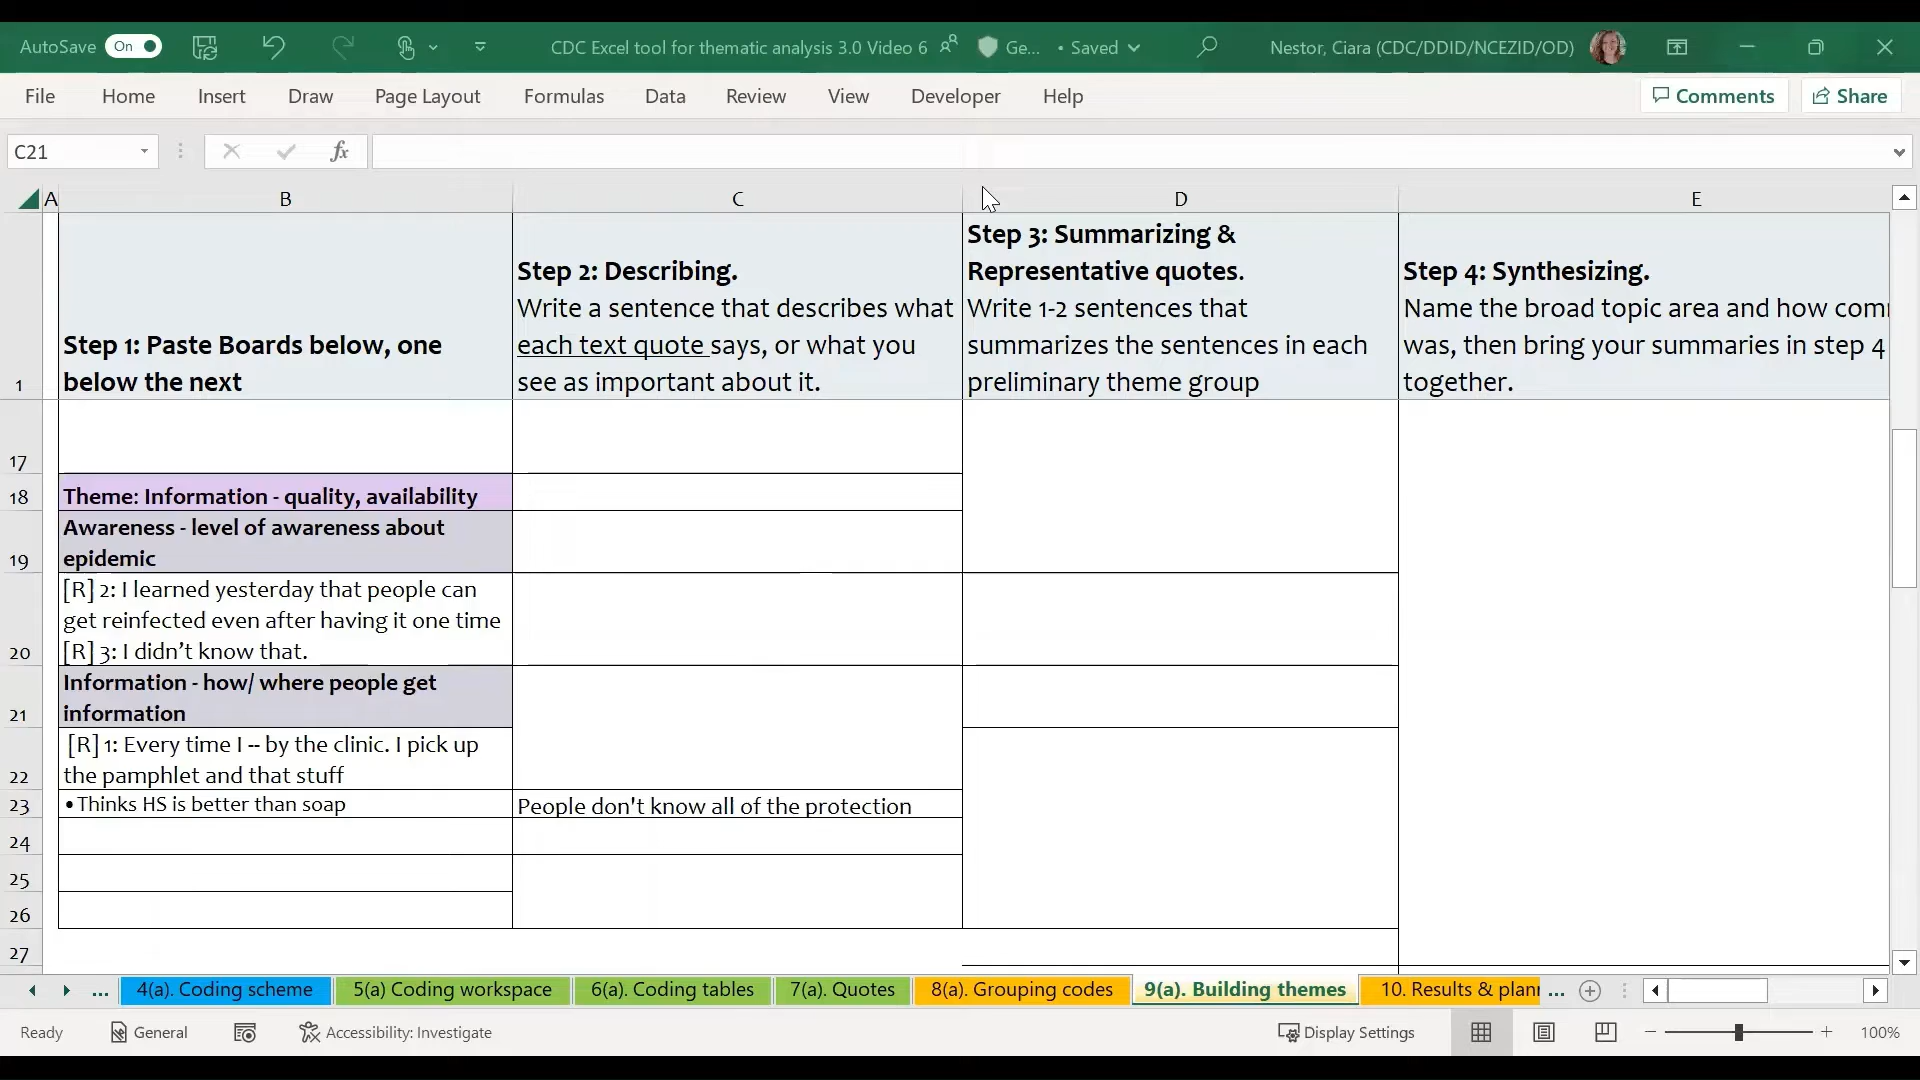 AutoSave On CDC Excel tool for thematic analysis 3.0 Video 6 Ge... • Saved Nestor, Ciara (CDC/DDID/NCEZID/OD)
File Home Insert Draw Page Layout Formulas Data Review View Developer Help Comments Share
C21 fx
A B C D E
1
Step 1: Paste Boards below, one
below the next
Step 2: Describing.
Write a sentence that describes what
each text quote says, or what you
see as important about it.
Step 3: Summarizing &
Representative quotes.
Write 1-2 sentences that
summarizes the sentences in each
preliminary theme group
Step 4: Synthesizing.
Name the broad topic area and how com
was, then bring your summaries in step 4
together.
17
18 Theme: Information - quality, availability
Awareness - level of awareness about
19 epidemic
[R] 2: I learned yesterday that people can
get reinfected even after having it one time
20 [R] 3: I didn’t know that.
Information - how/ where people get
21 information
[R] 1: Every time I -- by the clinic. I pick up
22 the pamphlet and that stuff
23 • Thinks HS is better than soap People don't know all of the protection
24
25
26
27
... 4(a). Coding scheme 5(a) Coding workspace 6(a). Coding tables 7(a). Quotes 8(a). Grouping codes 9(a). Building themes 10. Results & plann ...
Ready General Accessibility: Investigate Display Settings 100%